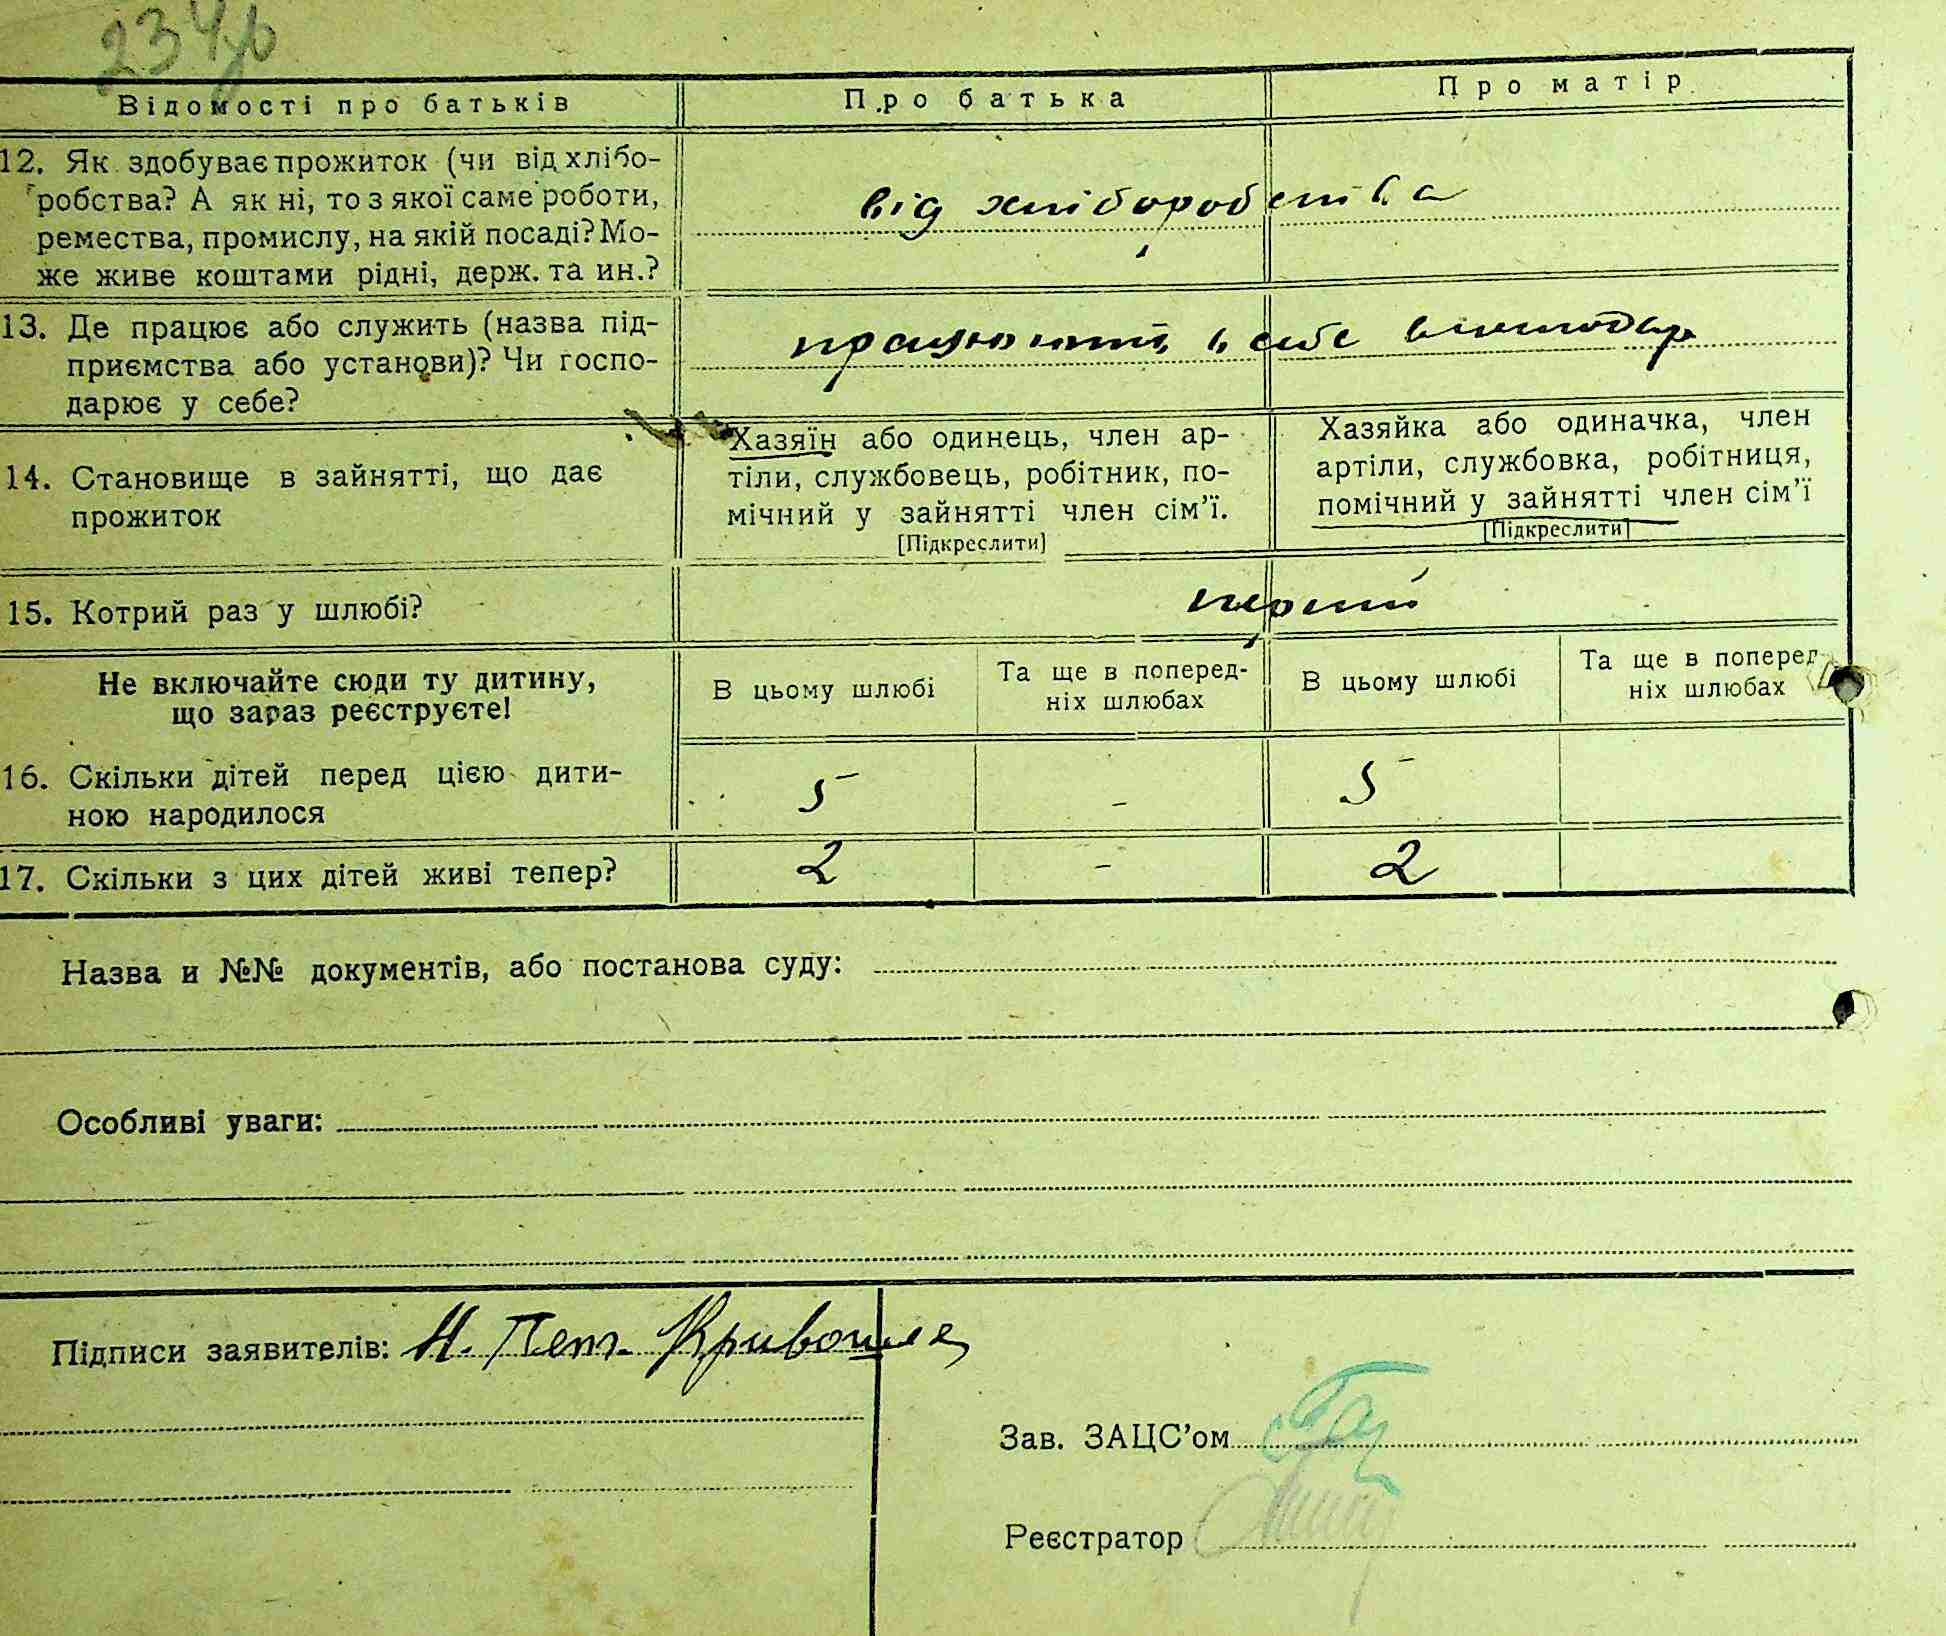 Відомості про батьків
Про батька
Про матір
12. Як здобуває прожиток (чи від хлібо-
робства? А як ні, то з якої саме роботи,
ремества, промислу, на якій посаді? Мо-
же живе коштами рідні, держ. та ин.?
від хліборобства
13. Де працює або служить (назва під-
приємства або установи)? Чи госпо-
дарює у себе?
працюють в себе
14. Становище в зайнятті, що дає
прожиток
Хазяїн або одинець, член ар-
тіли, службовець, робітник, по-
мічний у зайнятті член сім'ї.
[Підкреслити]
Хазяйка або одиначка, член
артіли, службовка, робітниця,
помічний у зайнятті член сім'ї
[Підкреслити]
15. Котрий раз у шлюбі?
перший
Не включайте сюди ту дитину,
що зараз реєструєте!
В цьому шлюбі
Та ще в поперед-
ніх шлюбах
В цьому шлюбі
Та ще в поперед-
ніх шлюбах
16. Скільки дітей перед цією дити-
ною народилося
5
-
5
17. Скільки з цих дітей живі тепер?
2
-
2
Назва и №№ документів, або постанова суду:
Особливі уваги:
Підписи заявителів: Н. Пет. Кривошея
Зав. ЗАЦС'ом
Реєстратор